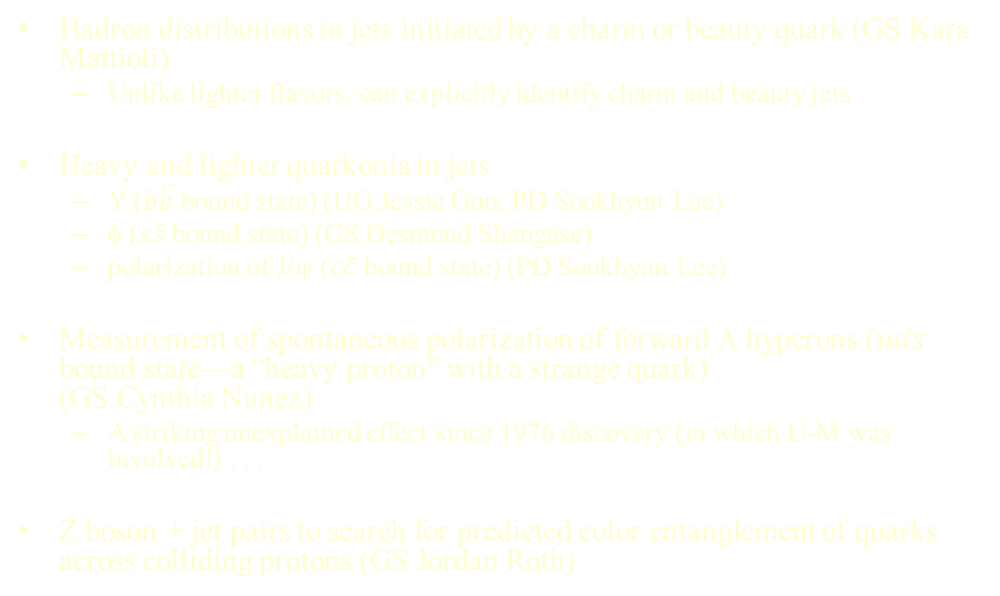 • Hadron distributions in jets initiated by a charm or beauty quark (GS Kara
Mattioli)
– Unlike lighter flavors, can explicitly identify charm and beauty jets
• Heavy and lighter quarkonia in jets
– ϒ (bb̄ bound state) (UG Jessie Guo, PD Sookhyun Lee)
– ϕ (ss̄ bound state) (GS Desmond Shangase)
– polarization of J/ψ (cc̄ bound state) (PD Sookhyun Lee)
• Measurement of spontaneous polarization of forward Λ hyperons (uds
bound state—a “heavy proton” with a strange quark)
(GS Cynthia Nunez)
– A striking unexplained effect since 1976 discovery (in which U-M was
involved!) . . .
• Z boson + jet pairs to search for predicted color entanglement of quarks
across colliding protons (GS Jordan Roth)